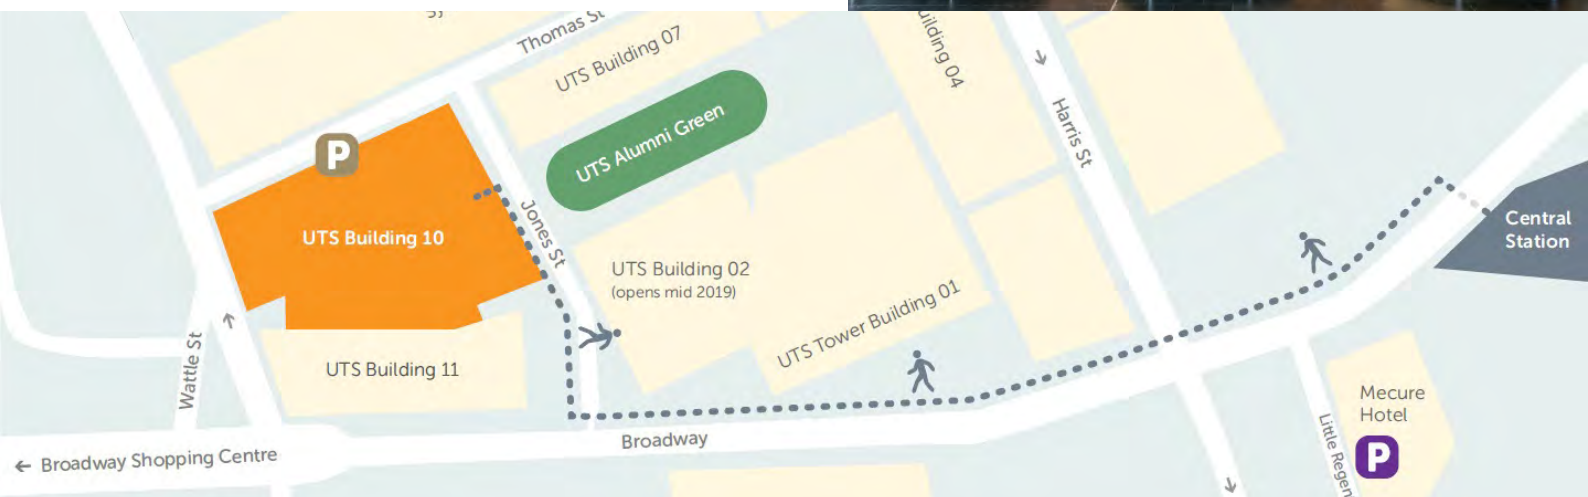 Thomas St
UTS Building 07
UTS Alumni Green
Harris St
P
UTS Building 10
Jones St
UTS Building 02
(opens mid 2019)
UTS Tower Building 01
Central
Station
Wattle St
UTS Building 11
Mecure
Hotel
P
Broadway
← Broadway Shopping Centre
Little Regen